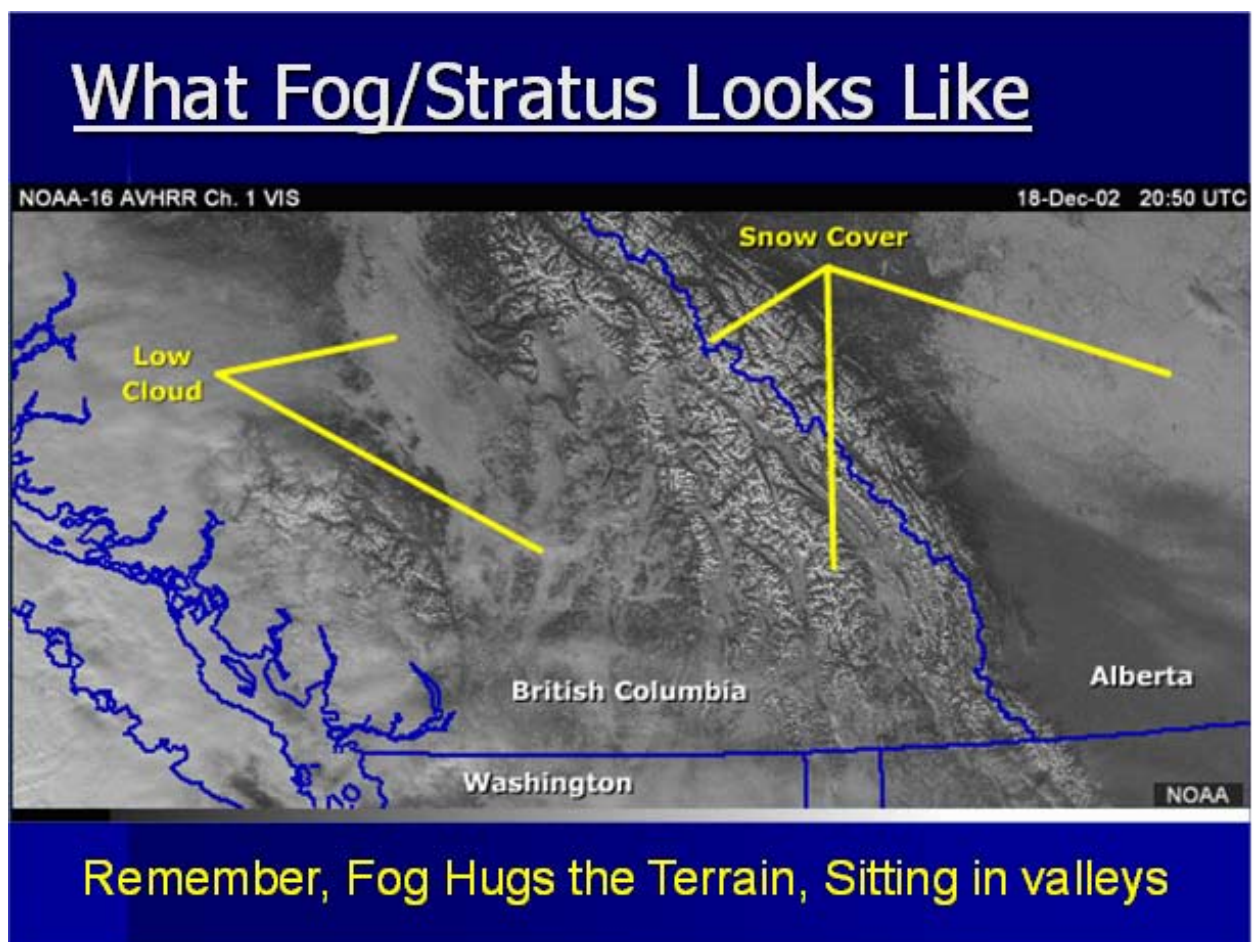 What Fog/Stratus Looks Like
NOAA-16 AVHRR Ch. 1 VIS
18-Dec-02 20:50 UTC
Snow Cover
Low
Cloud
Alberta
British Columbia
Washington
NOAA
Remember, Fog Hugs the Terrain, Sitting in valleys